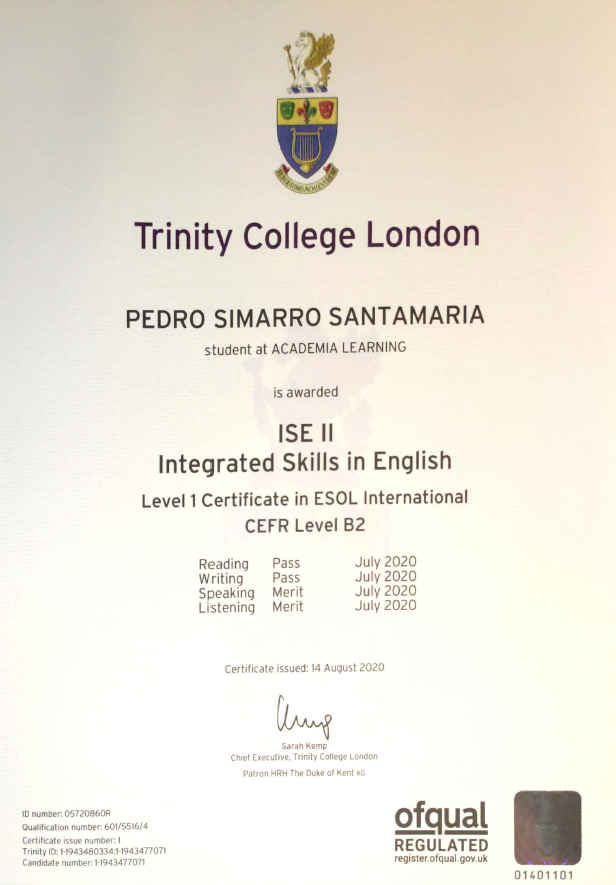 Trinity College London
PEDRO SIMARRO SANTAMARIA
student at ACADEMIA LEARNING
is awarded
ISE II
Integrated Skills in English
Level 1 Certificate in ESOL International
CEFR Level B2
Reading Pass July 2020
Writing Pass July 2020
Speaking Merit July 2020
Listening Merit July 2020
Certificate issued: 14 August 2020
Sarah Kemp
Chief Executive, Trinity College London
Patron HRH The Duke of Kent KG
ID number: 05720860R
Qualification number: 601/5516/4
Certificate issue number: 1
Trinity ID: 1-1943480334:1-1943477071
Candidate number: 1-1943477071
ofqual
REGULATED
register.ofqual.gov.uk
01401101